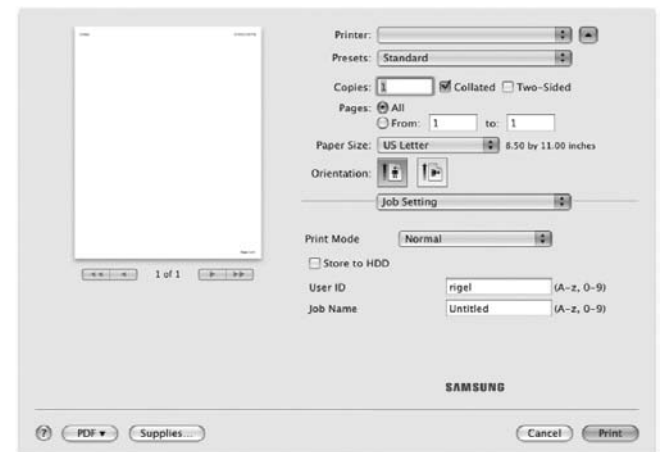 Printer:
Presets: Standard
Copies: 1 Collated Two-Sided
Pages: All
From: 1 to: 1
Paper Size: US Letter 8.50 by 11.00 inches
Orientation:
Job Setting
Print Mode Normal
Store to HDD
1 of 1
User ID rigel (A-z, 0-9)
Job Name Untitled (A-z, 0-9)
SAMSUNG
? PDF ▾ Supplies... Cancel Print